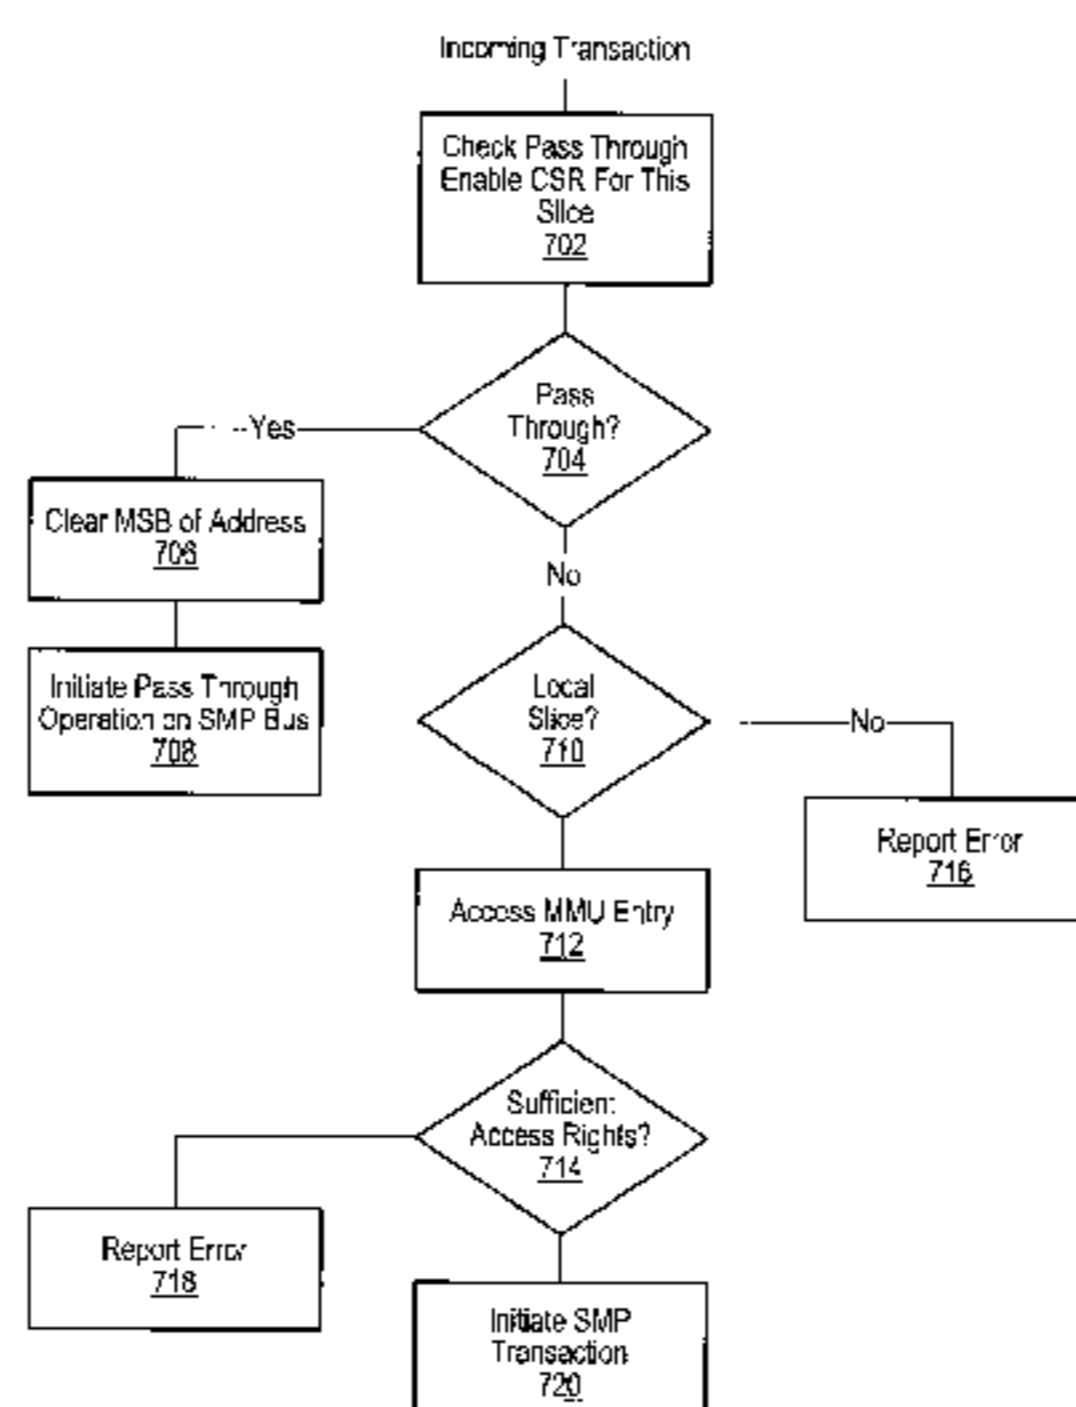 Incoming Transaction
Check Pass Through
Enable CSR For This
Slice
702
Pass
Through?
704
Yes
No
Clear MSB of Address
706
Initiate Pass Through
Operation on SMP Bus
708
Local
Slice?
710
No
Report Error
716
Access MMU Entry
712
Sufficient
Access Rights?
714
Report Error
718
Initiate SMP
Transaction
720